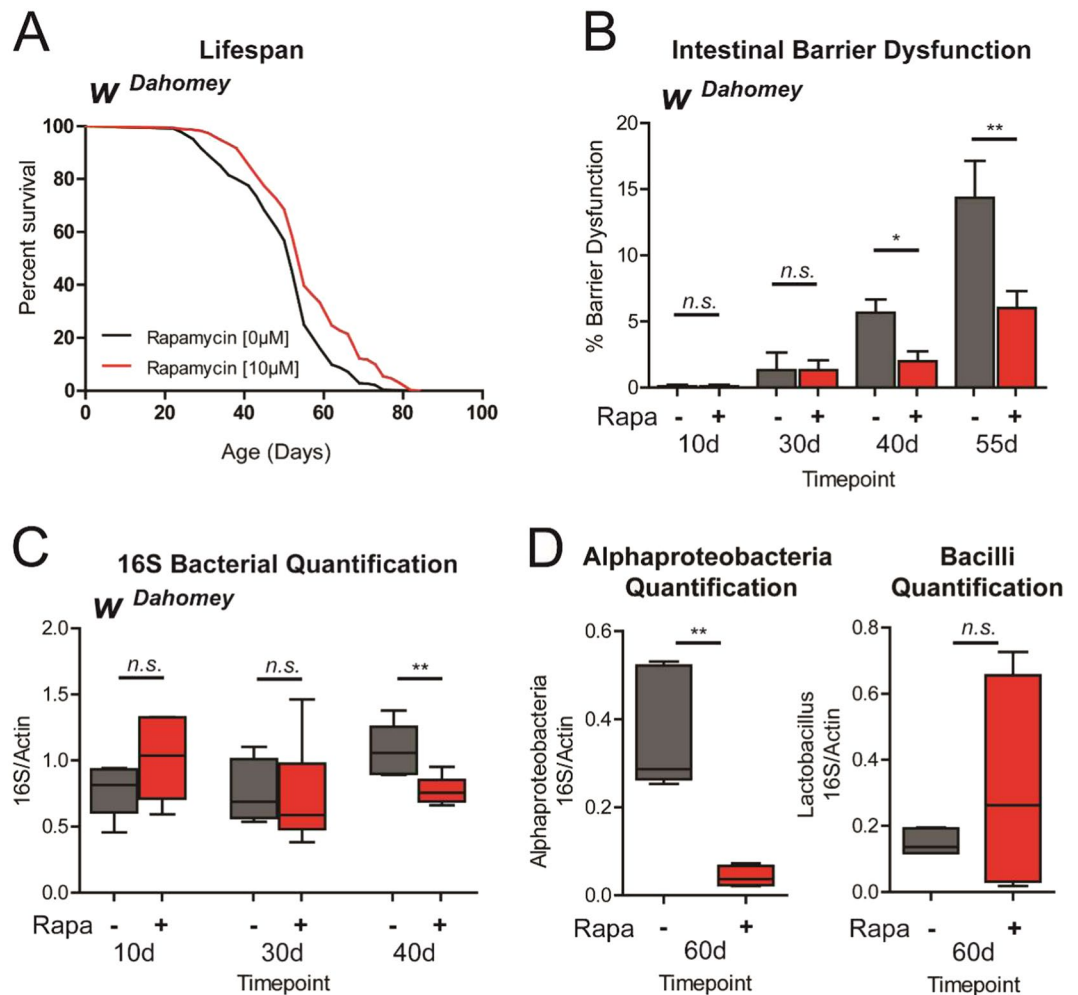 A
Lifespan
w Dahomey
Percent survival
100
80
60
40
20
0
Rapamycin [0µM]
Rapamycin [10µM]
0 20 40 60 80 100
Age (Days)
B
Intestinal Barrier Dysfunction
w Dahomey
% Barrier Dysfunction
20
15
10
5
0
n.s. n.s. * **
Rapa - + - + - + - +
10d 30d 40d 55d
Timepoint
C
16S Bacterial Quantification
w Dahomey
16S/Actin
2.0
1.5
1.0
0.5
0.0
n.s. n.s. **
Rapa - + - + - +
10d 30d 40d
Timepoint
D
Alphaproteobacteria
Quantification
Alphaproteobacteria
16S/Actin
0.6
0.4
0.2
0.0
**
Rapa - +
60d
Timepoint
Bacilli
Quantification
Lactobacillus
16S/Actin
0.8
0.6
0.4
0.2
0.0
n.s.
Rapa - +
60d
Timepoint